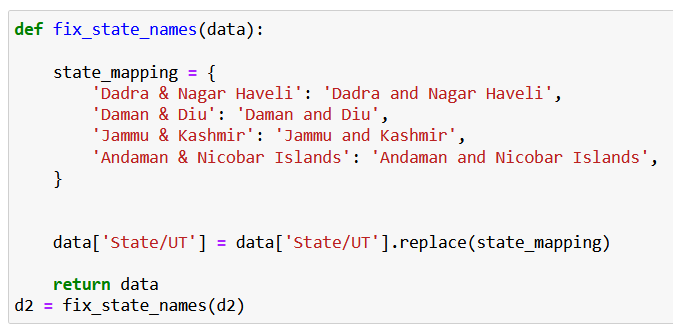 def fix_state_names(data):
    state_mapping = {
        'Dadra & Nagar Haveli': 'Dadra and Nagar Haveli',
        'Daman & Diu': 'Daman and Diu',
        'Jammu & Kashmir': 'Jammu and Kashmir',
        'Andaman & Nicobar Islands': 'Andaman and Nicobar Islands',
    }
    data['State/UT'] = data['State/UT'].replace(state_mapping)
    return data
d2 = fix_state_names(d2)